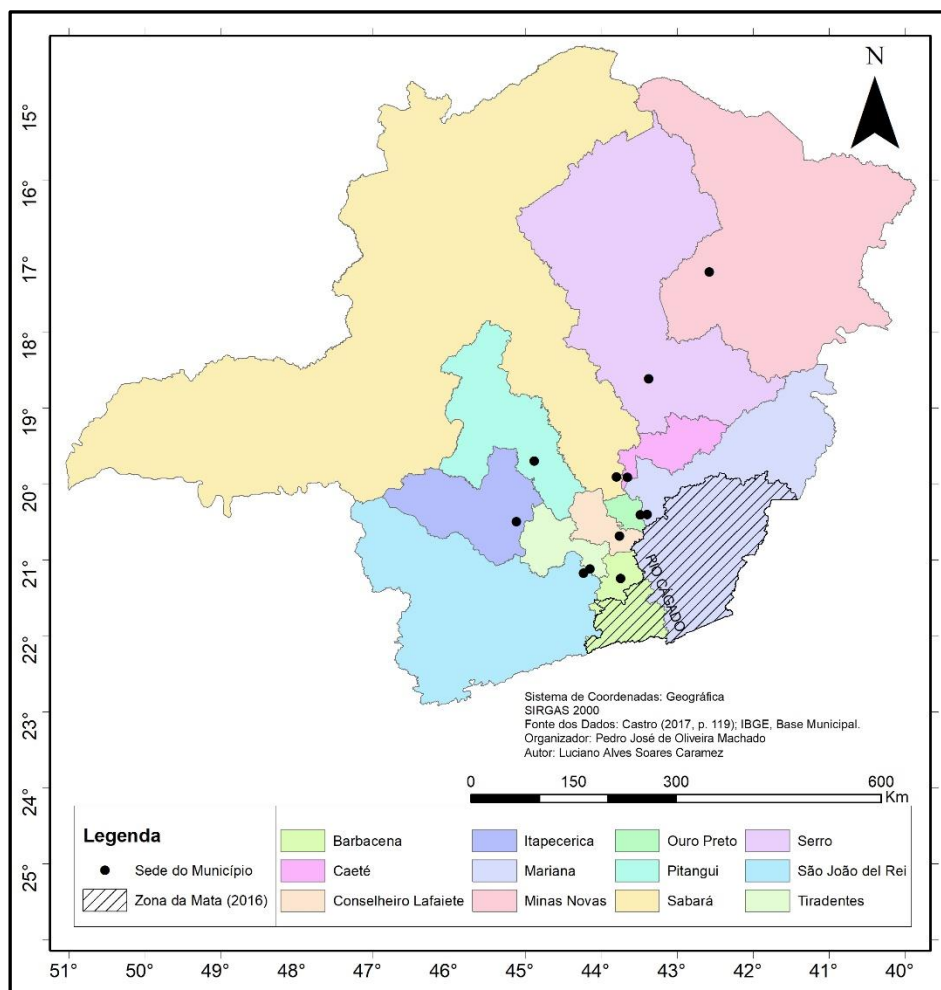 N
15°
16°
17°
18°
19°
20°
21°
22°
23°
24°
25°
RIO CAGADO
Sistema de Coordenadas: Geográfica
SIRGAS 2000
Fonte dos Dados: Castro (2017, p. 119); IBGE, Base Municipal.
Organizador: Pedro José de Oliveira Machado
Autor: Luciano Alves Soares Caramez
0 150 300 600
Km
Legenda
Sede do Município
Zona da Mata (2016)
Barbacena
Caeté
Conselheiro Lafaiete
Itapecerica
Mariana
Minas Novas
Ouro Preto
Pitangui
Sabará
Serro
São João del Rei
Tiradentes
51° 50° 49° 48° 47° 46° 45° 44° 43° 42° 41° 40°